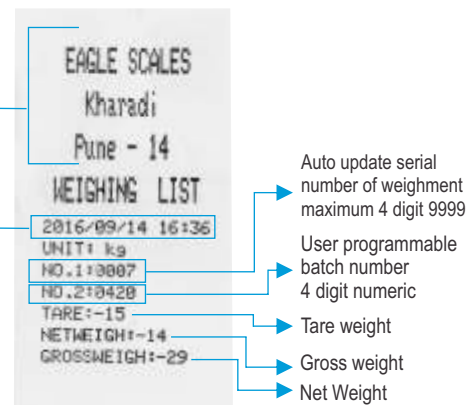 EAGLE SCALES
Kharadi
Pune - 14
WEIGHING LIST
2016/09/14 16:36
UNIT: kg
NO.1:0007
NO.2:0420
TARE:-15
NETWEIGH:-14
GROSSWEIGH:-29
Auto update serial
number of weighment
maximum 4 digit 9999
User programmable
batch number
4 digit numeric
Tare weight
Gross weight
Net Weight